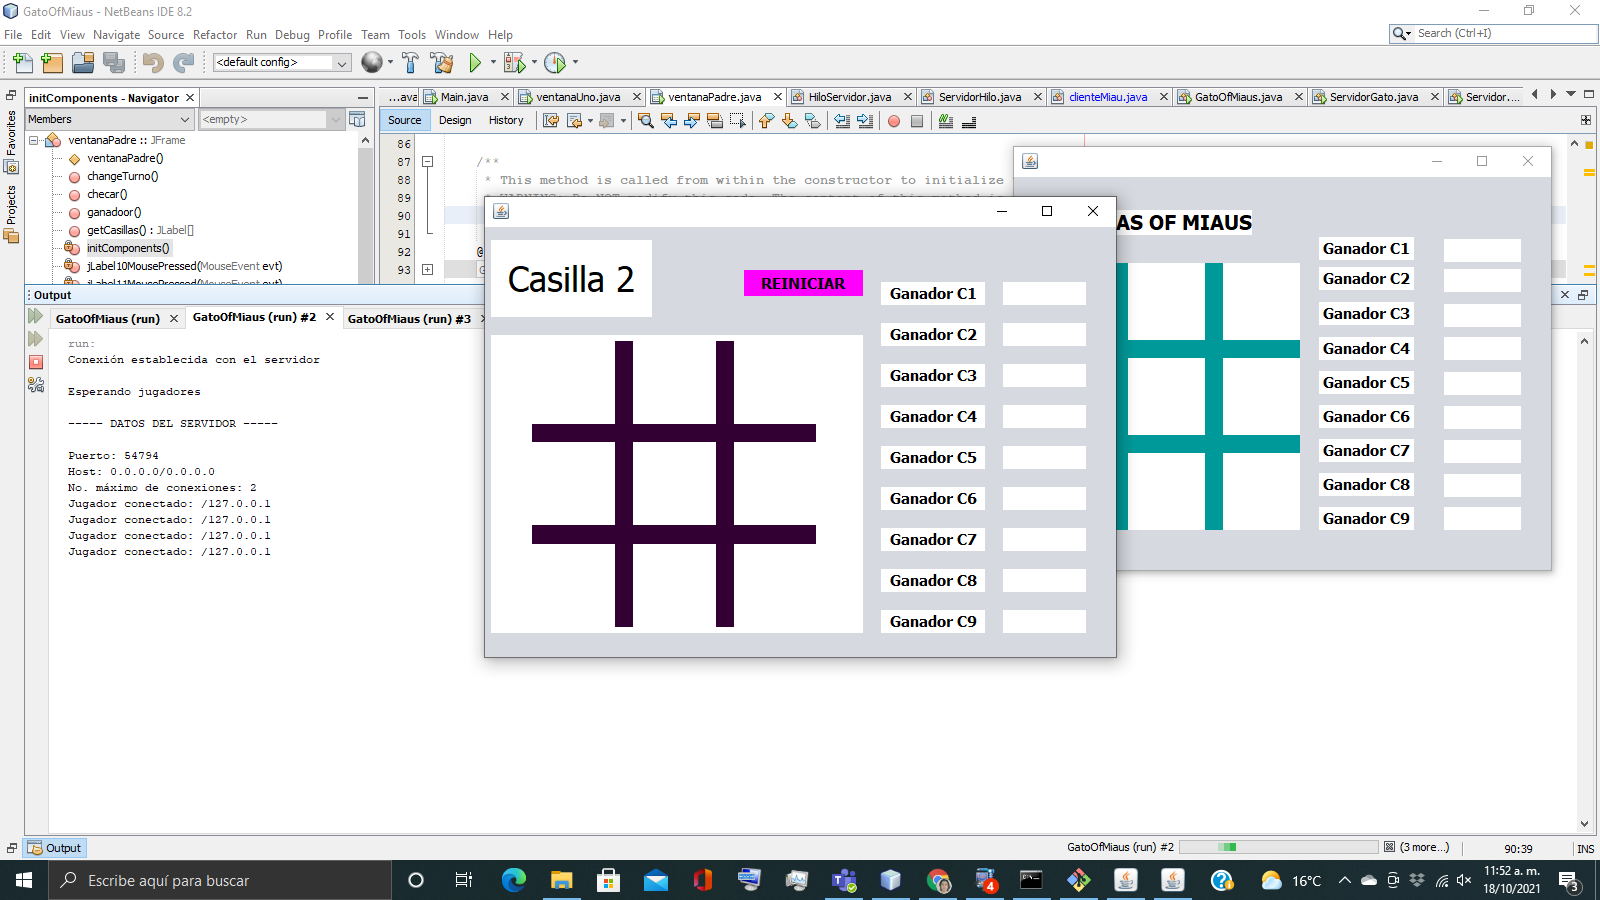 GatoOfMiaus - NetBeans IDE 8.2
File Edit View Navigate Source Refactor Run Debug Profile Team Tools Window Help
Search (Ctrl+I)
<default config>
Favorites
Projects
initComponents - Navigator
Members
<empty>
ventanaPadre :: JFrame
ventanaPadre()
changeTurno()
checar()
ganadoor()
getCasillas() : JLabel[]
initComponents()
jLabel10MousePressed(MouseEvent evt)
jLabel11MousePressed(MouseEvent evt)
...ava Main.java ventanaUno.java ventanaPadre.java HiloServidor.java ServidorHilo.java clienteMiau.java GatoOfMiaus.java ServidorGato.java Servidor....
Source Design History
86
87 /**
88 * This method is called from within the constructor to initialize
89
90
91
92 @
93
Output
GatoOfMiaus (run) GatoOfMiaus (run) #2 GatoOfMiaus (run) #3
run:
Conexión establecida con el servidor
Esperando jugadores
----- DATOS DEL SERVIDOR -----
Puerto: 54794
Host: 0.0.0.0/0.0.0.0
No. máximo de conexiones: 2
Jugador conectado: /127.0.0.1
Jugador conectado: /127.0.0.1
Jugador conectado: /127.0.0.1
Jugador conectado: /127.0.0.1
Casilla 2
REINICIAR
Ganador C1
Ganador C2
Ganador C3
Ganador C4
Ganador C5
Ganador C6
Ganador C7
Ganador C8
Ganador C9
AS OF MIAUS
Ganador C1
Ganador C2
Ganador C3
Ganador C4
Ganador C5
Ganador C6
Ganador C7
Ganador C8
Ganador C9
Output
GatoOfMiaus (run) #2
(3 more...)
90:39
INS
Escribe aquí para buscar
4
16°C
11:52 a. m.
18/10/2021
3